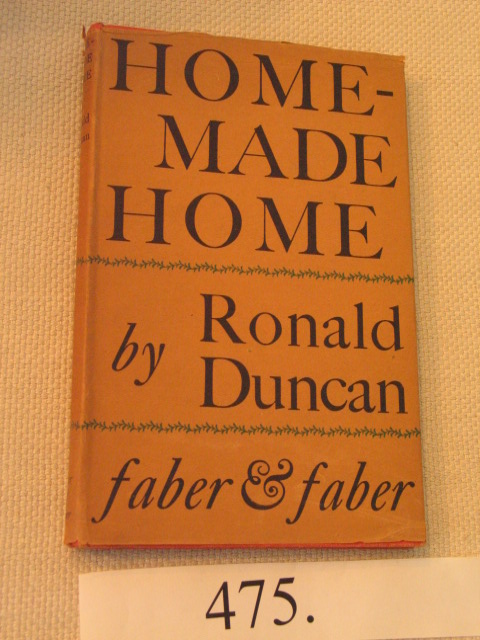 HOME-
MADE
HOME
by
Ronald
Duncan
faber & faber
475.